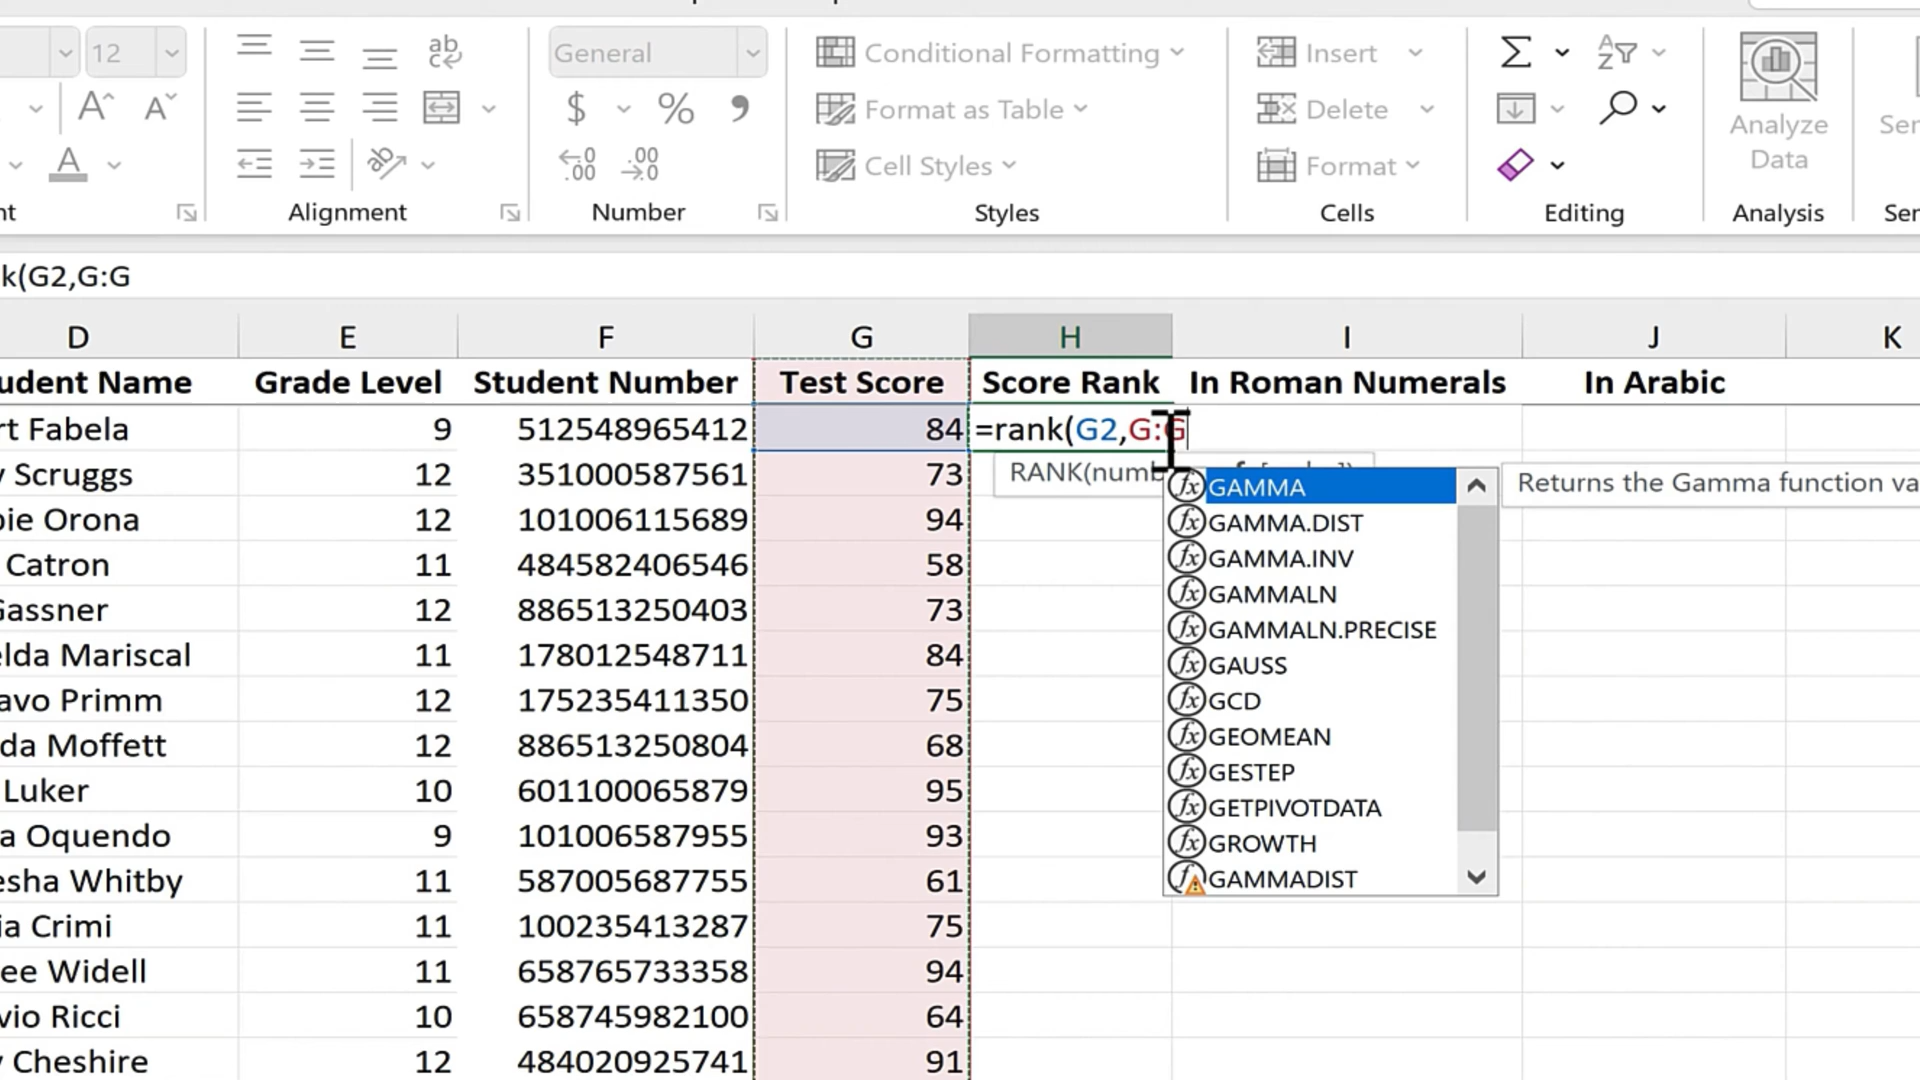 12
General
Conditional Formatting
Insert
$ % 9
Format as Table
Delete
Analyze
Data
Cell Styles
Format
Alignment
Number
Styles
Cells
Editing
Analysis
k(G2,G:G
D E F G H I J K
udent Name Grade Level Student Number Test Score Score Rank In Roman Numerals In Arabic
rt Fabela 9 512548965412 84 =rank(G2,G:G
Scruggs 12 351000587561 73 RANK(numb
GAMMA Returns the Gamma function va
bie Orona 12 101006115689 94 GAMMA.DIST
Catron 11 484582406546 58 GAMMA.INV
GAMMALN
Gassner 12 886513250403 73 GAMMALN.PRECISE
elda Mariscal 11 178012548711 84 GAUSS
avo Primm 12 175235411350 75 GCD
da Moffett 12 886513250804 68 GEOMEAN
GESTEP
Luker 10 601100065879 95 GETPIVOTDATA
a Oquendo 9 101006587955 93 GROWTH
esha Whitby 11 587005687755 61 GAMMADIST
ia Crimi 11 100235413287 75
ee Widell 11 658765733358 94
vio Ricci 10 658745982100 64
y Cheshire 12 484020925741 91